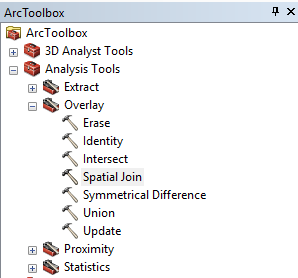 ArcToolbox
ArcToolbox
3D Analyst Tools
Analysis Tools
Extract
Overlay
Erase
Identity
Intersect
Spatial Join
Symmetrical Difference
Union
Update
Proximity
Statistics